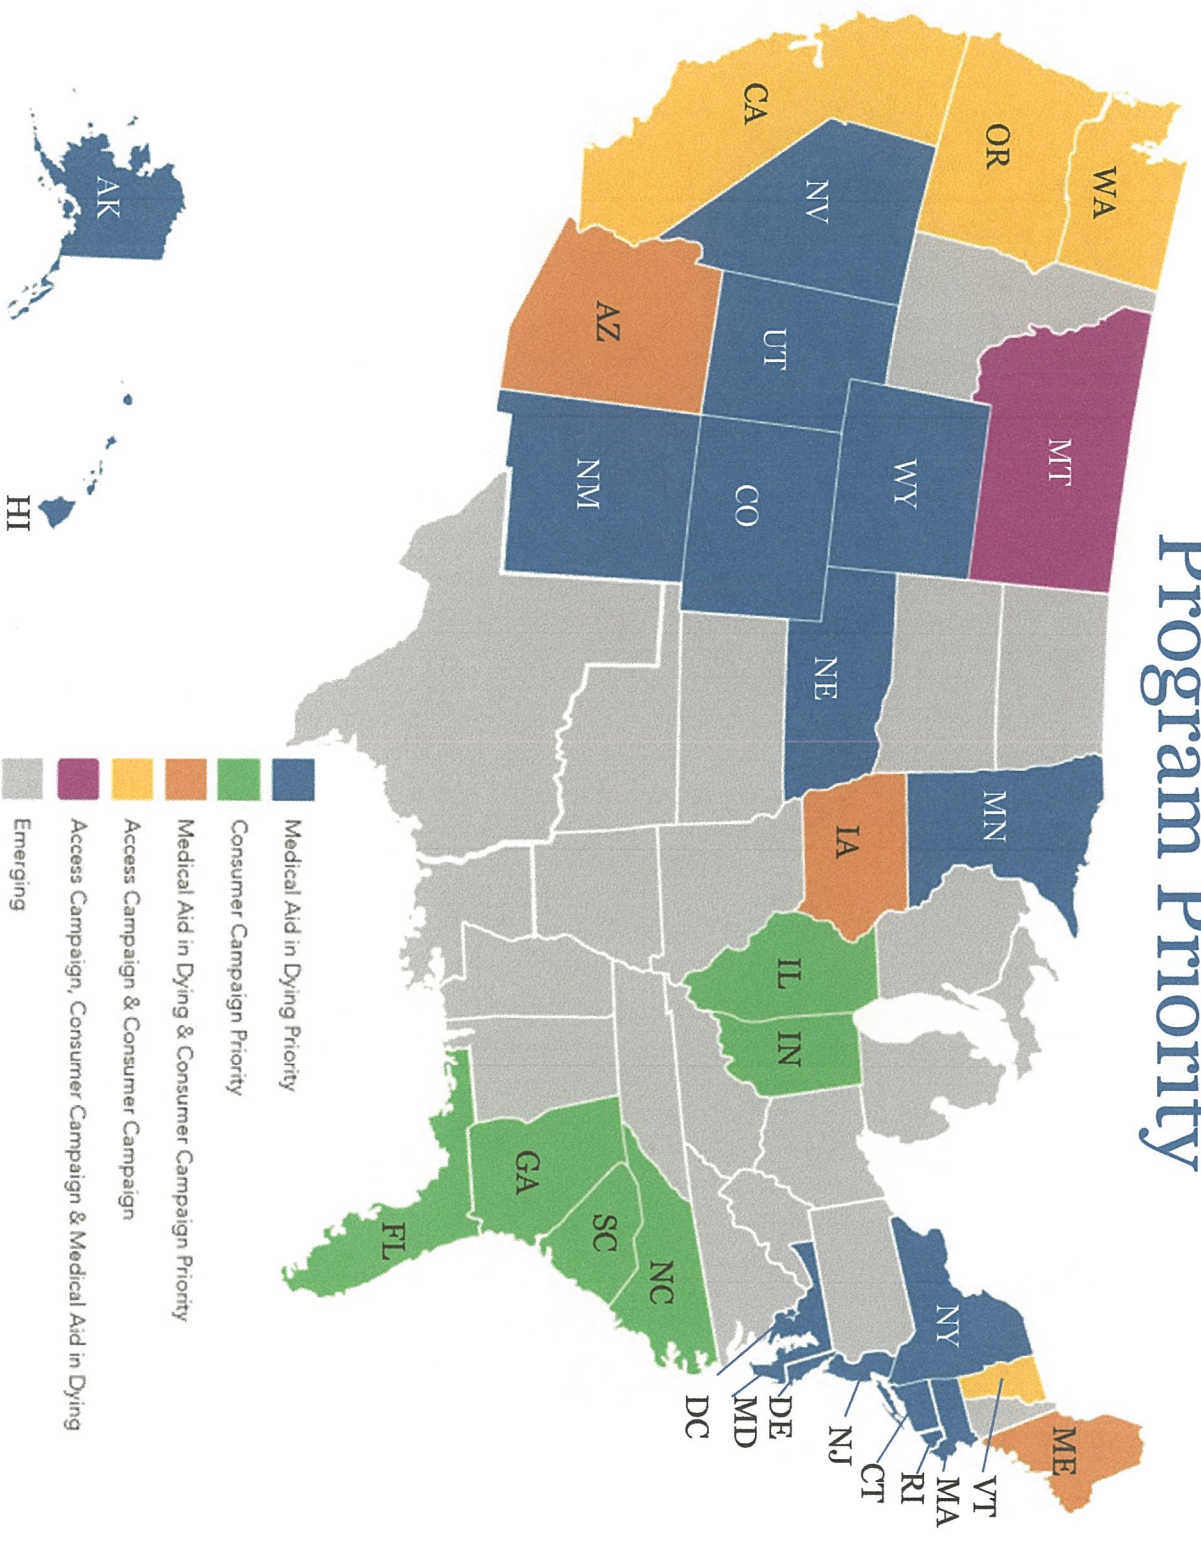 Program Priority
WA
OR
CA
NV
MT
WY
UT
CO
AZ
NM
NE
MN
IA
IL
IN
GA
SC
NC
FL
NY
ME
VT
MA
RI
CT
NJ
DE
MD
DC
AK
HI
Medical Aid in Dying Priority
Consumer Campaign Priority
Medical Aid in Dying & Consumer Campaign Priority
Access Campaign & Consumer Campaign
Access Campaign, Consumer Campaign & Medical Aid in Dying
Emerging